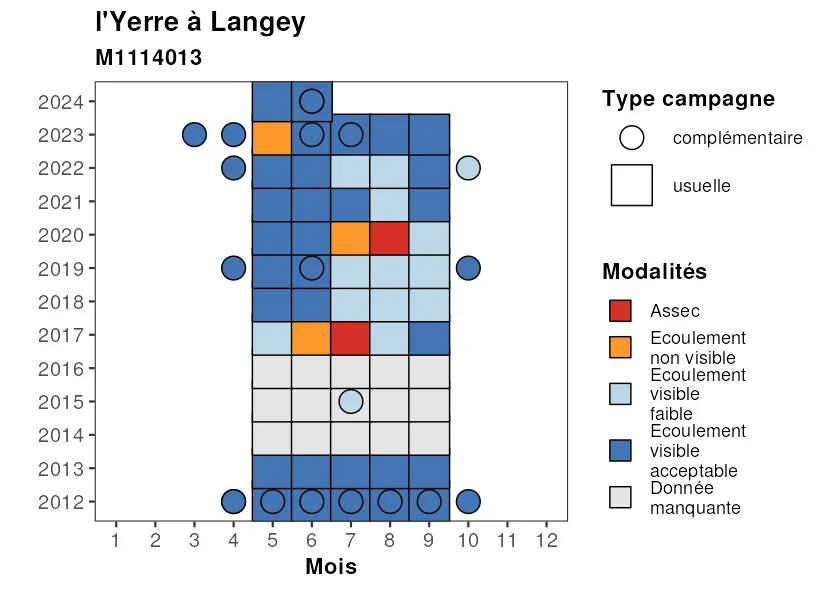 l'Yerre à Langey
M1114013
2024
2023
2022
2021
2020
2019
2018
2017
2016
2015
2014
2013
2012
1 2 3 4 5 6 7 8 9 10 11 12
Mois
Type campagne
complémentaire
usuelle
Modalités
Assec
Ecoulement
non visible
Ecoulement
visible
faible
Ecoulement
visible
acceptable
Donnée
manquante